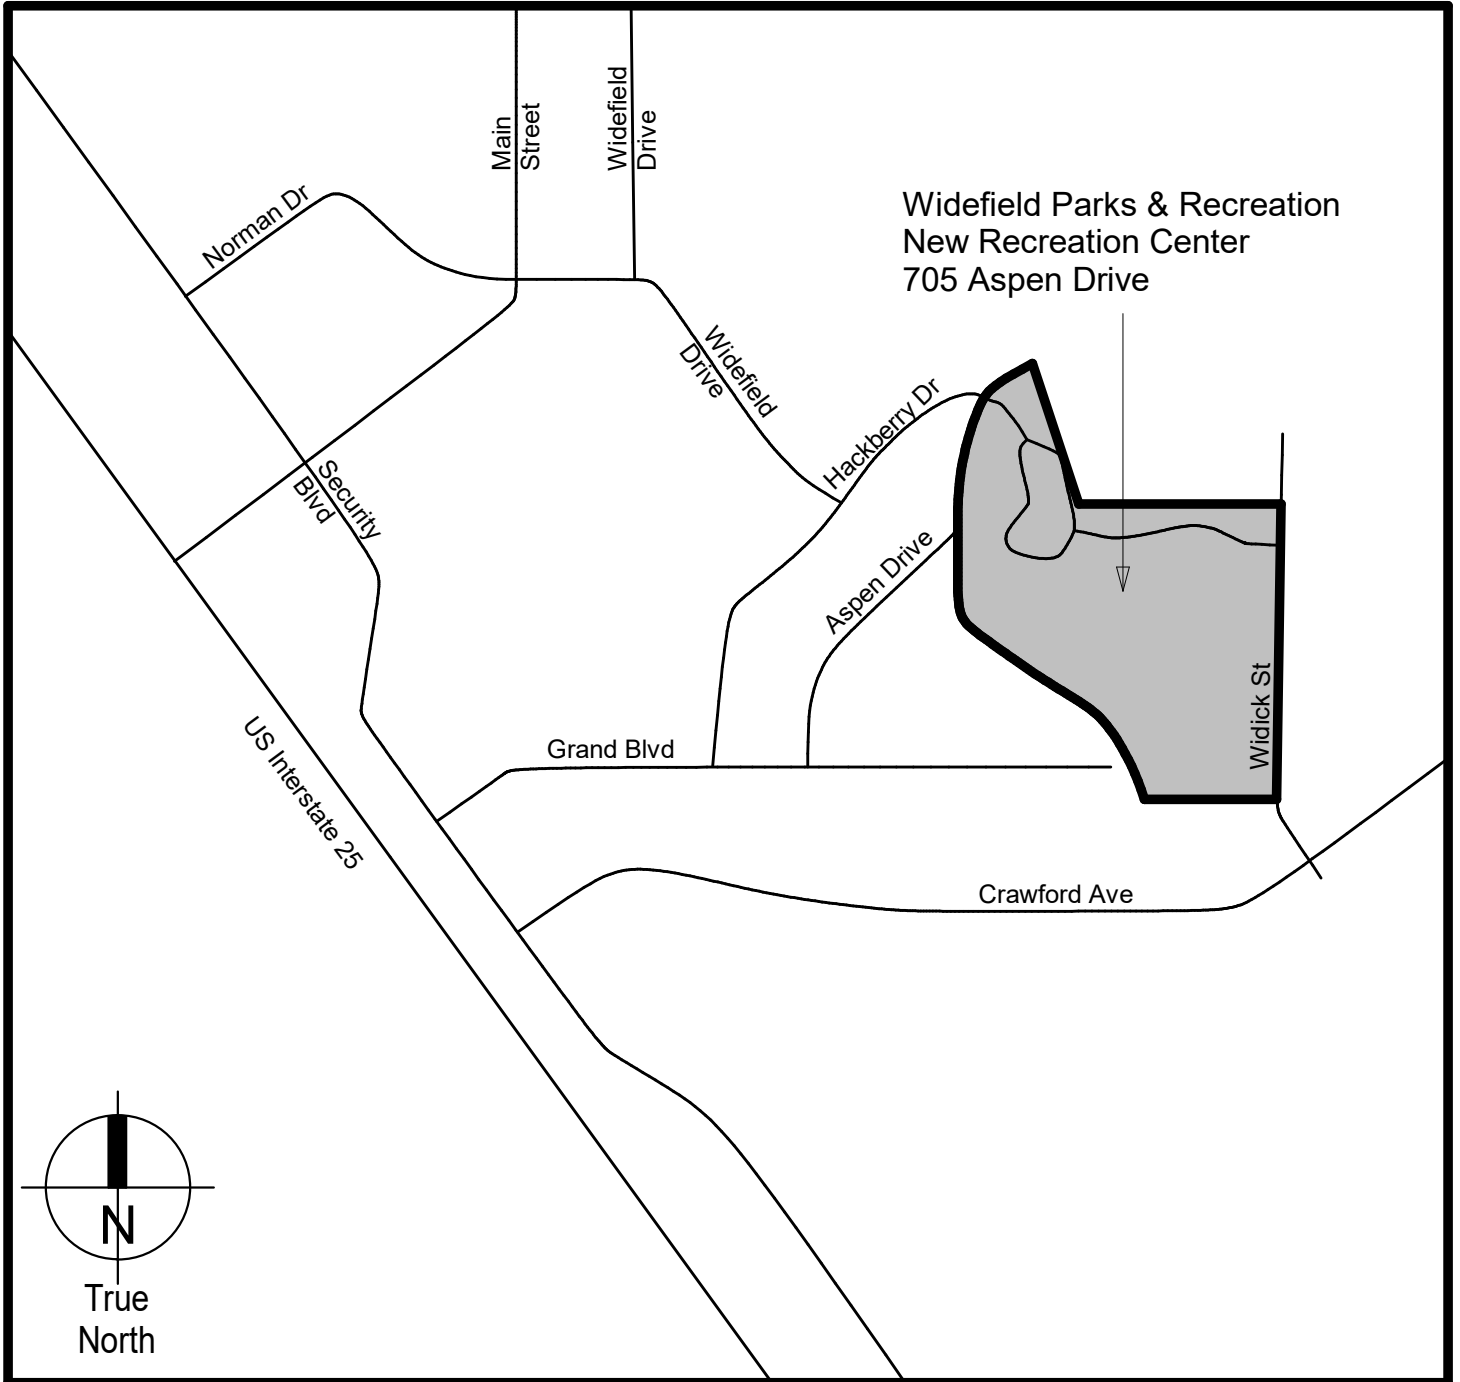 Main
Street
Widefield
Drive
Norman Dr
Widefield Parks & Recreation
New Recreation Center
705 Aspen Drive
Widefield
Drive
Hackberry Dr
Security
Blvd
Aspen Drive
Widick St
US Interstate 25
Grand Blvd
Crawford Ave
N
True
North